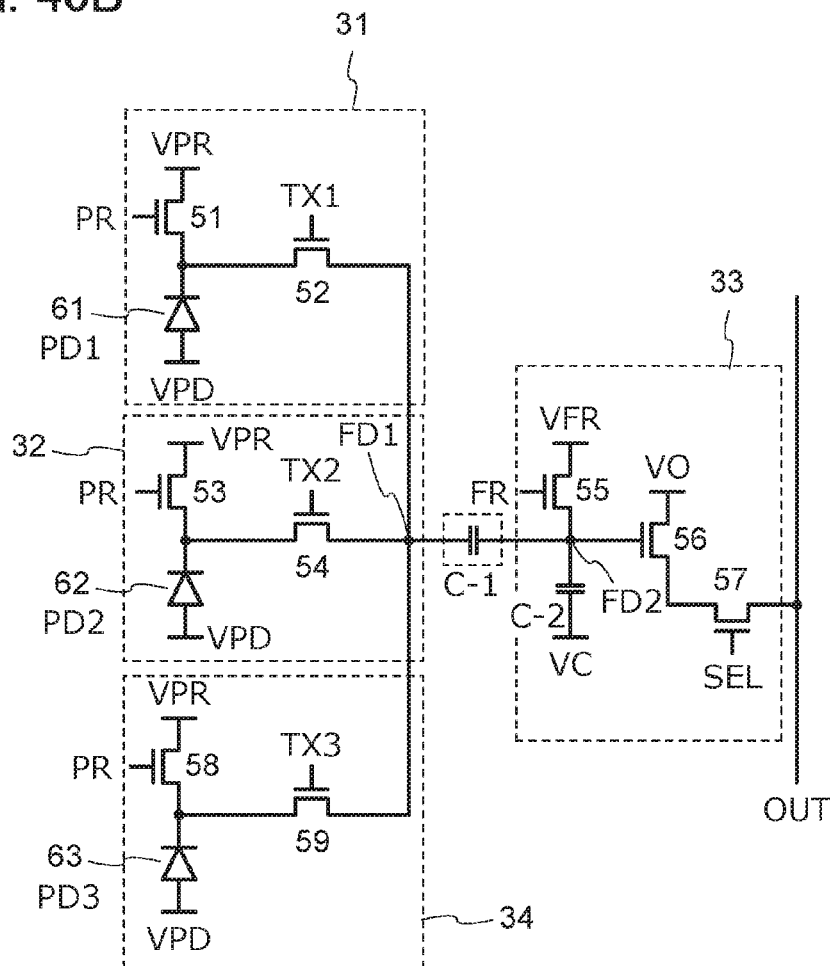 40B
31
VPR
PR
51
TX1
52
61
PD1
VPD
33
32
VPR
FD1
PR
53
TX2
54
62
PD2
VPD
C-1
VFR
FR
55
VO
56
57
C-2
FD2
VC
SEL
VPR
PR
58
TX3
59
63
PD3
VPD
34
OUT